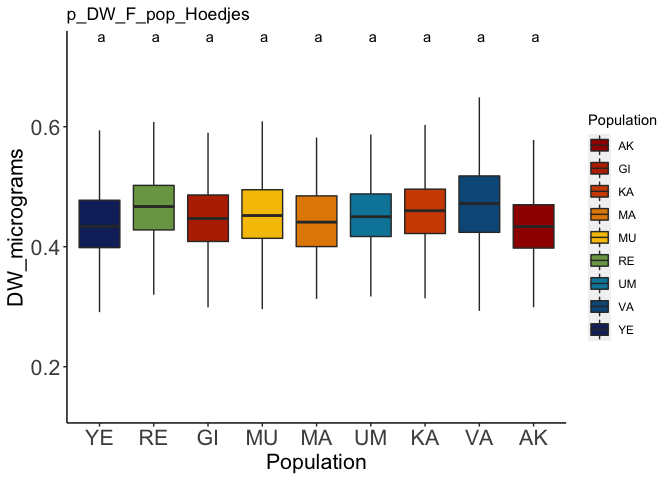 p_DW_F_pop_Hoedjes
a a a a a a a a a
DW_micrograms
0.6
0.4
0.2
YE RE GI MU MA UM KA VA AK
Population
Population
AK
GI
KA
MA
MU
RE
UM
VA
YE